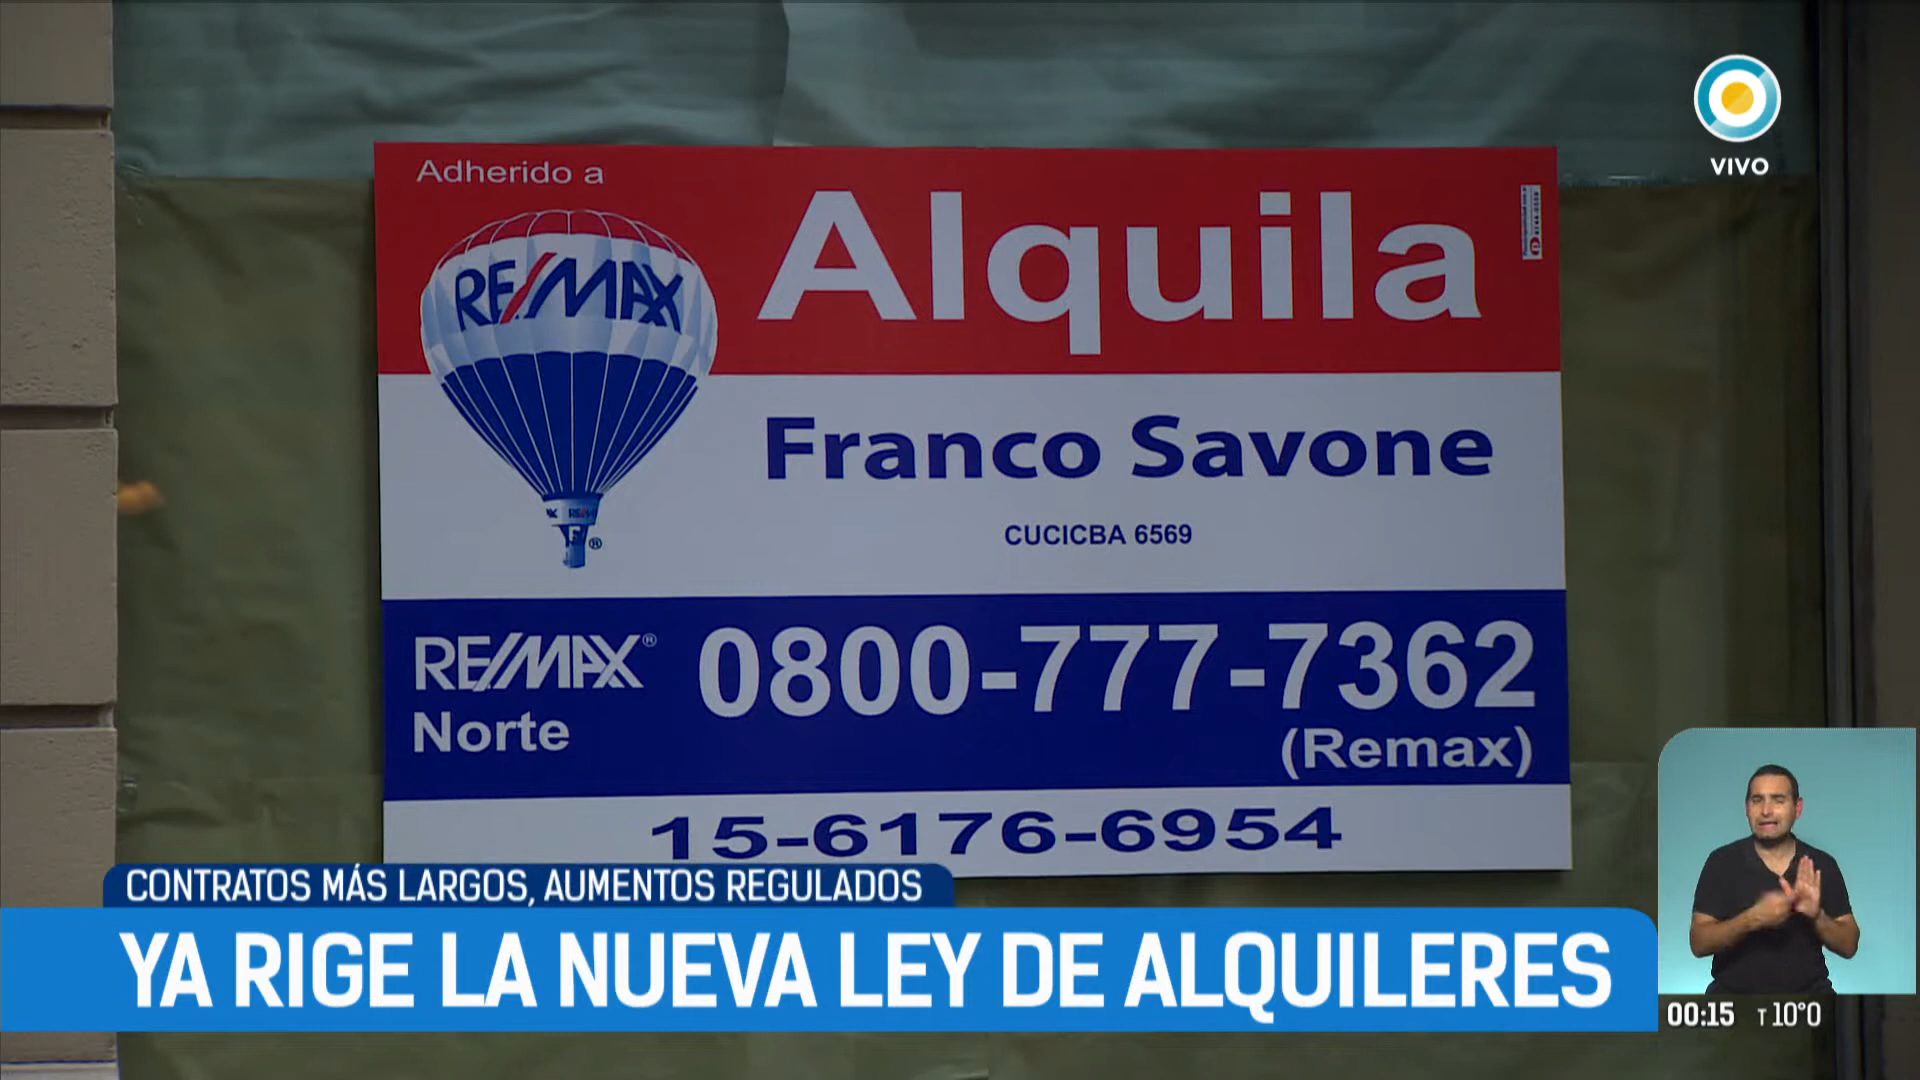 VIVO
Adherido a
RE/MAX
Alquila
Franco Savone
CUCICBA 6569
RE/MAX®
Norte
0800-777-7362
(Remax)
15-6176-6954
CONTRATOS MÁS LARGOS, AUMENTOS REGULADOS
YA RIGE LA NUEVA LEY DE ALQUILERES
00:15 T 10°0